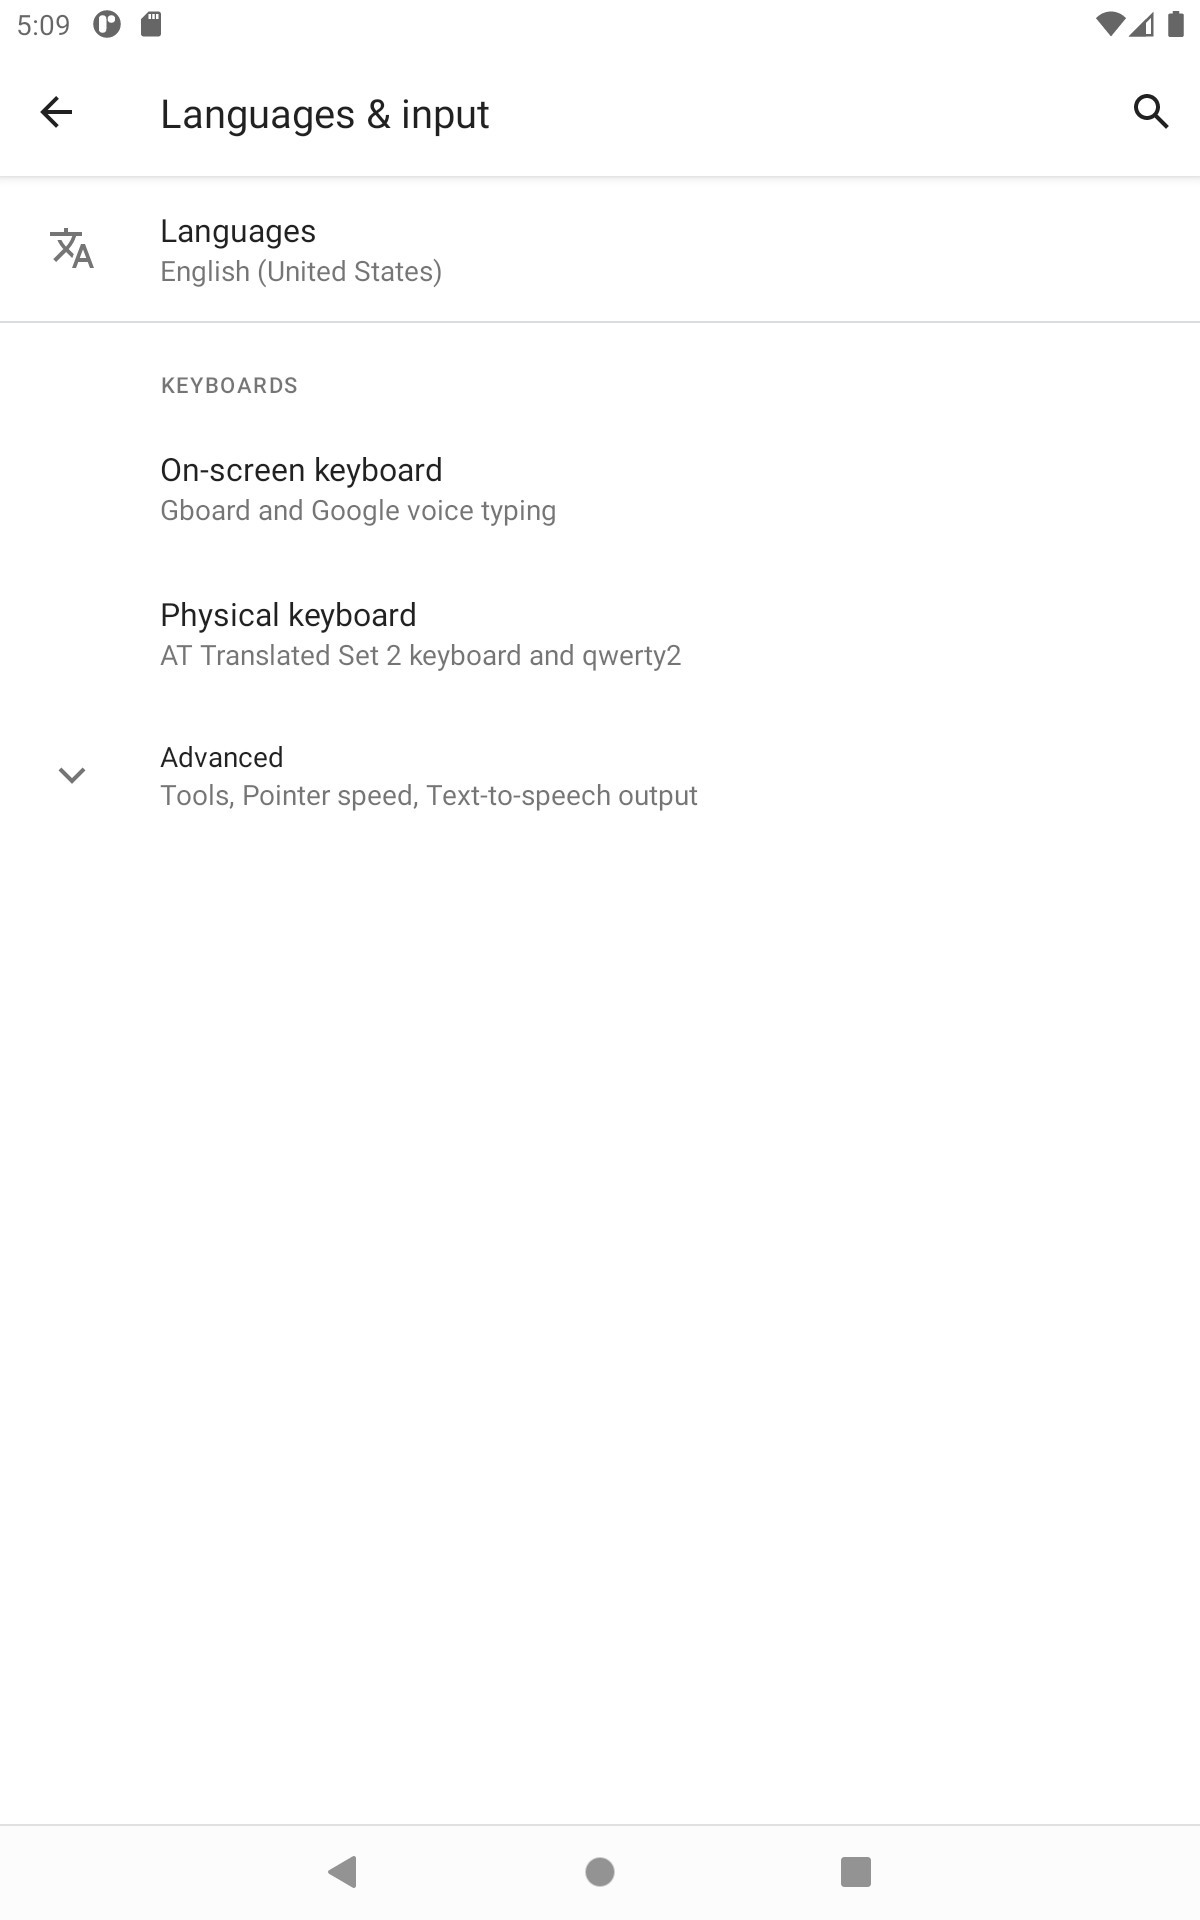 5:09
Languages & input
Languages
English (United States)
KEYBOARDS
On-screen keyboard
Gboard and Google voice typing
Physical keyboard
AT Translated Set 2 keyboard and qwerty2
Advanced
Tools, Pointer speed, Text-to-speech output